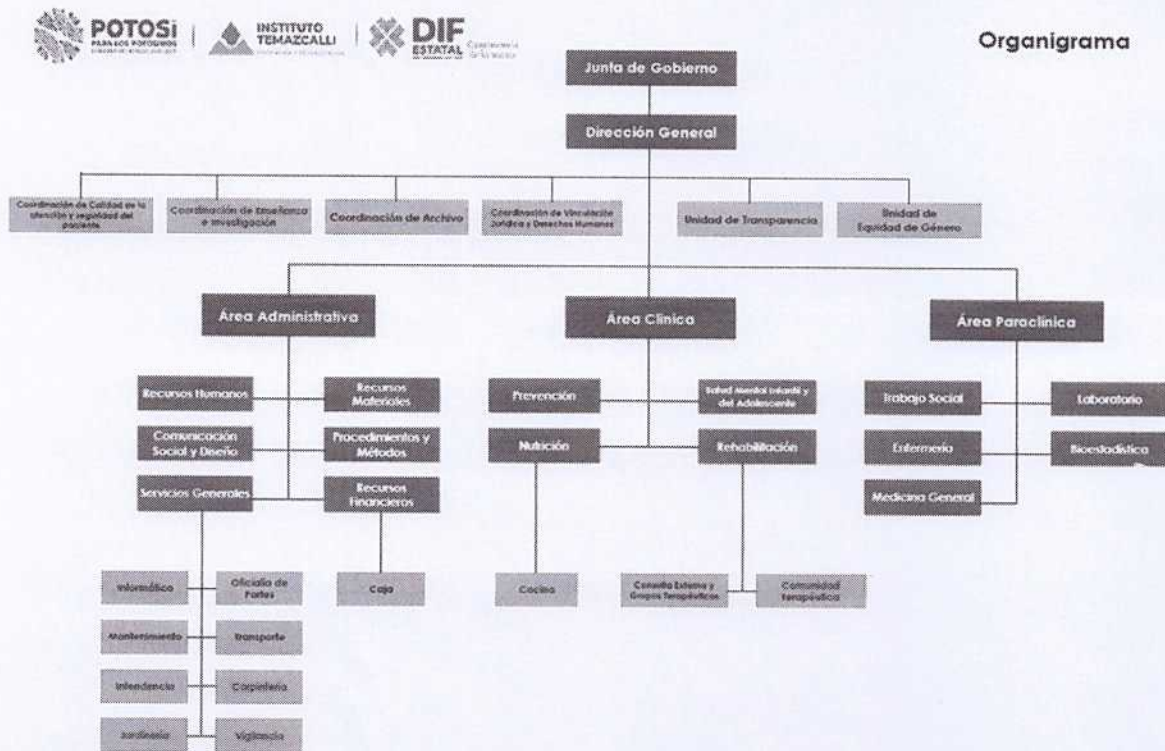 POTOSÍ
PARA LOS POTOSINOS
INSTITUTO
TEMAZCALLI
DIF
ESTATAL
Organigrama
Junta de Gobierno
Dirección General
Coordinación de Calidad en la
atención y seguridad del
paciente
Coordinación de Enseñanza
e Investigación
Coordinación de Archivo
Coordinación de Vinculación
Jurídica y Derechos Humanos
Unidad de Transparencia
Unidad de
Equidad de Género
Área Administrativa
Área Clínica
Área Paraclínica
Recursos Humanos
Recursos
Materiales
Prevención
Salud Mental Infantil y
del Adolescente
Trabajo Social
Laboratorio
Comunicación
Social y Diseño
Procedimientos y
Métodos
Nutrición
Rehabilitación
Enfermería
Bioestadística
Servicios Generales
Recursos
Financieros
Medicina General
Informática
Oficialía de
Partes
Caja
Cocina
Consulta Externa y
Grupos Terapéuticos
Comunidad
Terapéutica
Mantenimiento
Transporte
Intendencia
Carpintería
Jardinería
Vigilancia